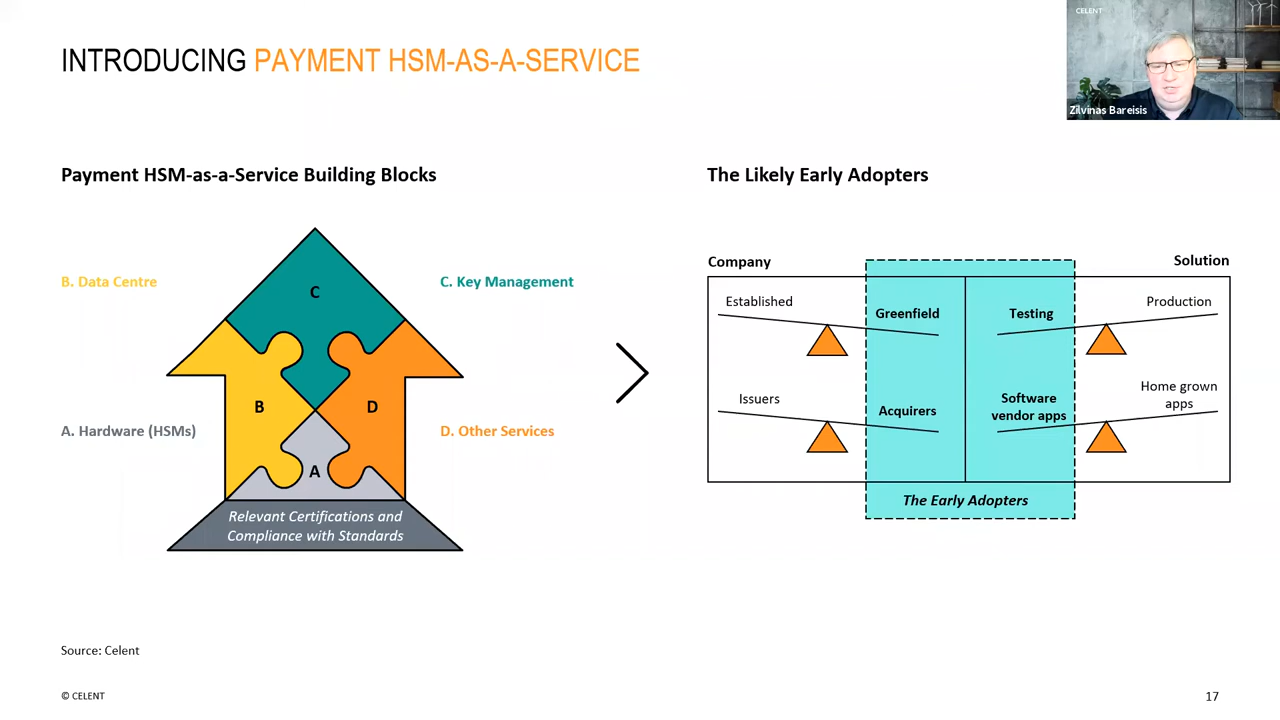 INTRODUCING PAYMENT HSM-AS-A-SERVICE
CELENT
Zilvinas Bareisis
Payment HSM-as-a-Service Building Blocks
B. Data Centre
C. Key Management
A. Hardware (HSMs)
D. Other Services
C
B
D
A
Relevant Certifications and
Compliance with Standards
The Likely Early Adopters
Company
Solution
Established
Greenfield
Testing
Production
Issuers
Acquirers
Software
vendor apps
Home grown
apps
The Early Adopters
Source: Celent
© CELENT
17